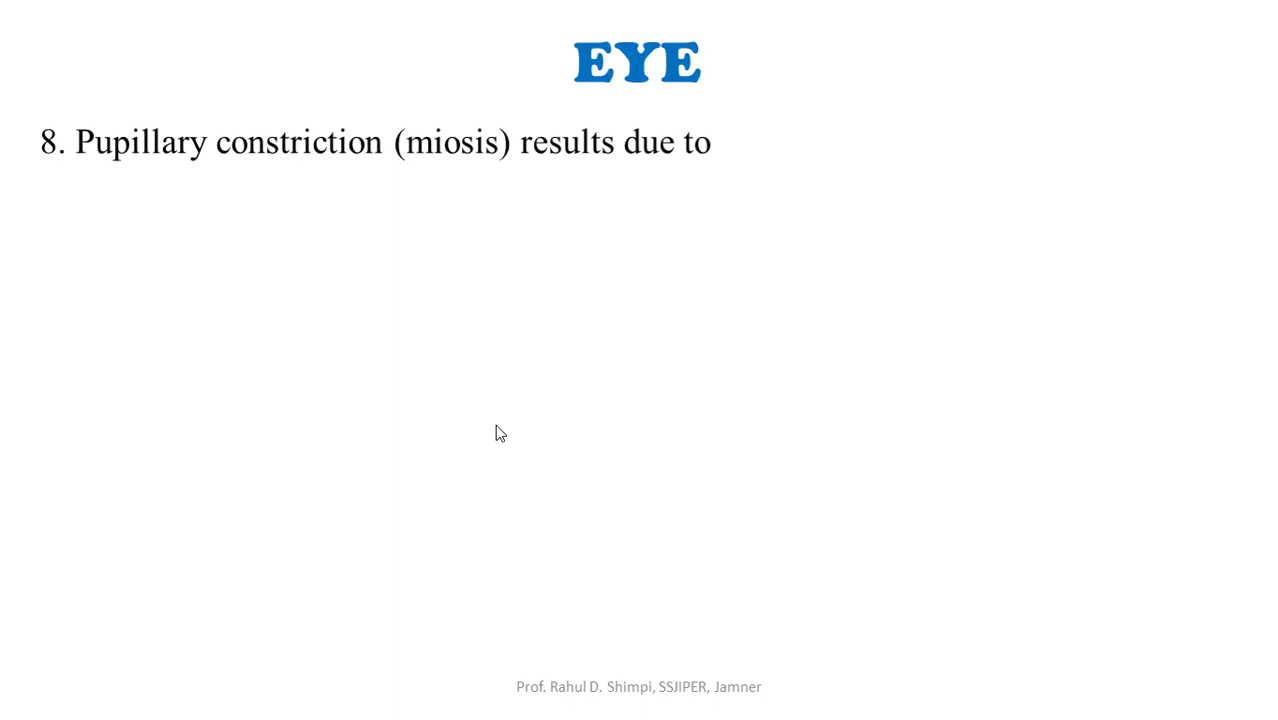 EYE
8. Pupillary constriction (miosis) results due to
Prof. Rahul D. Shimpi, SSJIPER, Jamner